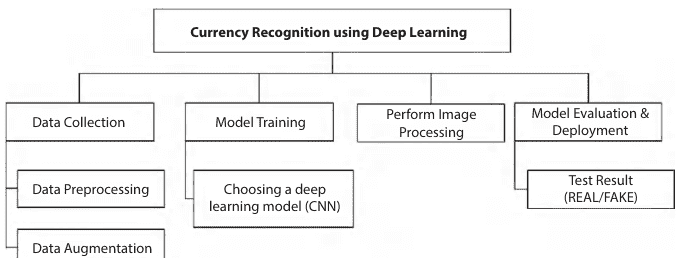 Currency Recognition using Deep Learning
Data Collection
Model Training
Perform Image
Processing
Model Evaluation &
Deployment
Data Preprocessing
Choosing a deep
learning model (CNN)
Test Result
(REAL/FAKE)
Data Augmentation